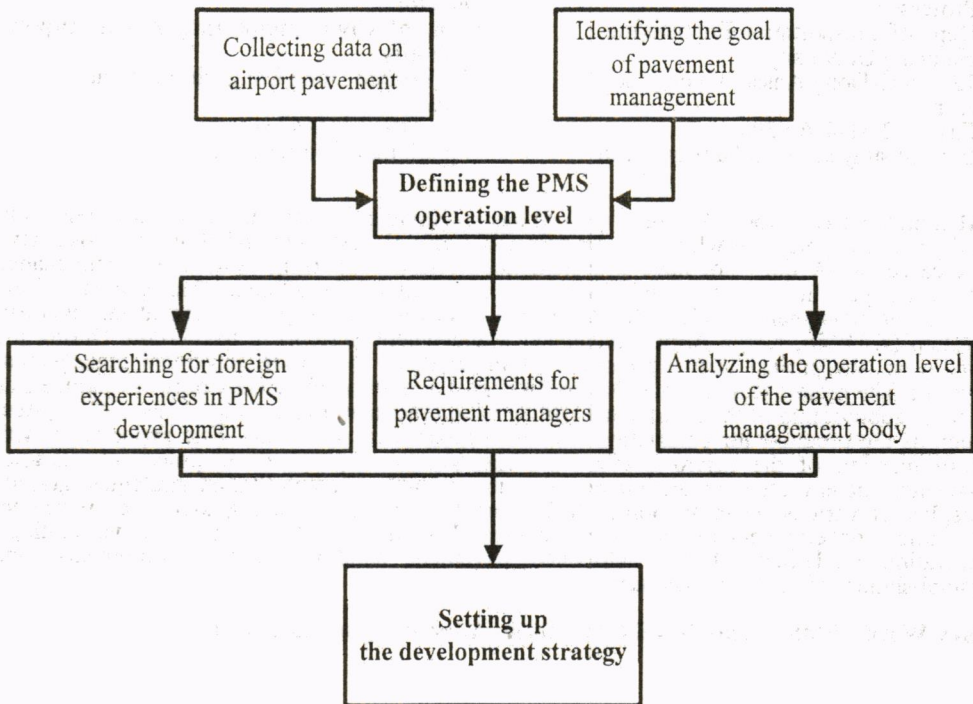 Collecting data on
airport pavement
Identifying the goal
of pavement
management
Defining the PMS
operation level
Searching for foreign
experiences in PMS
development
Requirements for
pavement managers
Analyzing the operation level
of the pavement
management body
Setting up
the development strategy